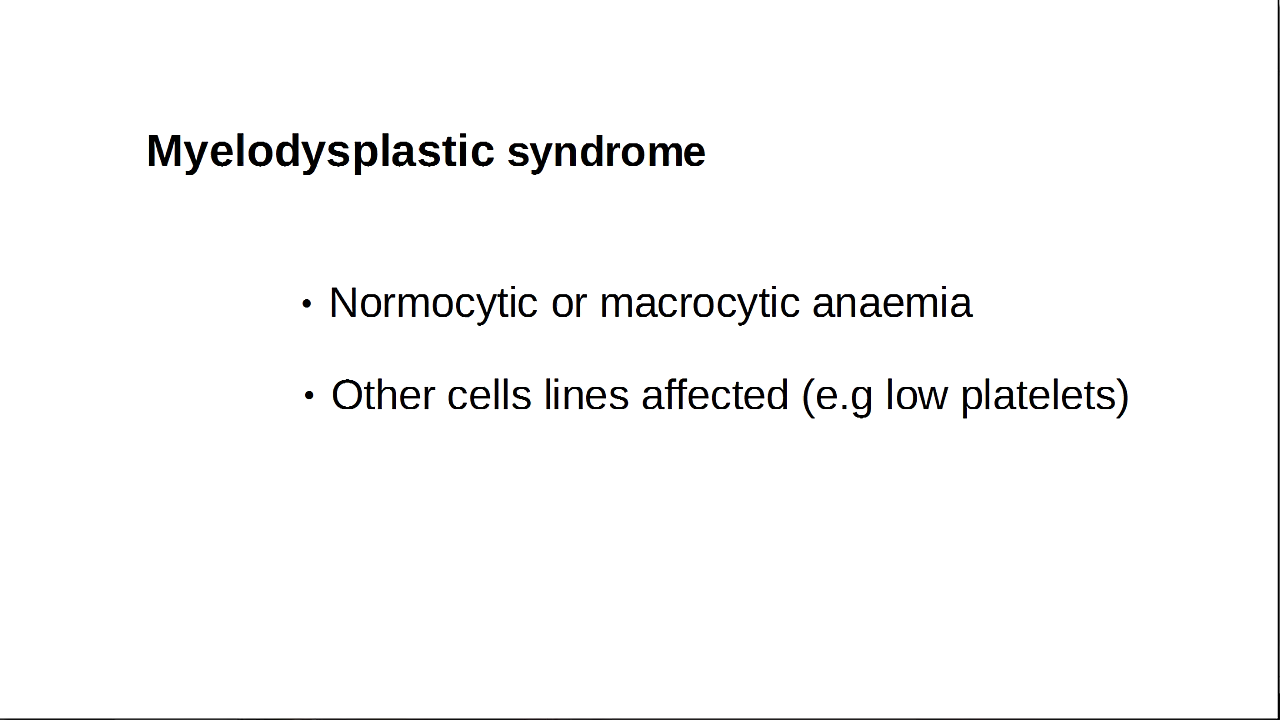 Myelodysplastic syndrome
• Normocytic or macrocytic anaemia
• Other cells lines affected (e.g low platelets)